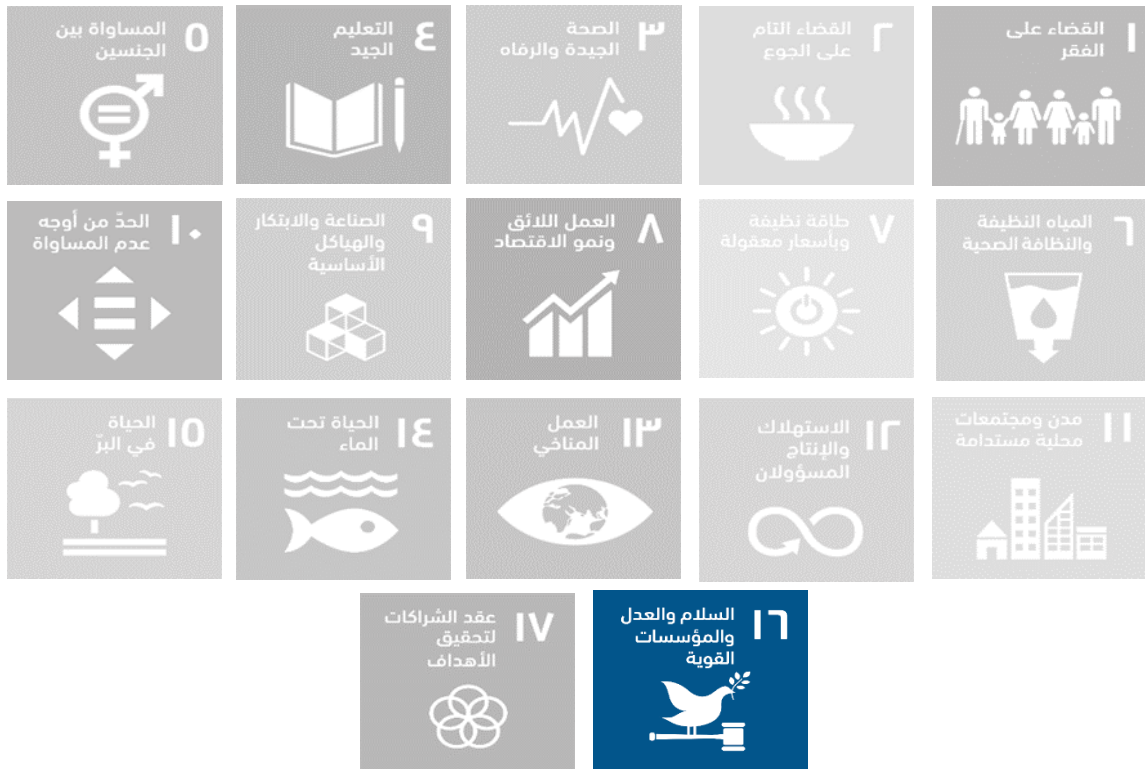 ١ القضاء على
الفقر
٢ القضاء التام
على الجوع
٣ الصحة
الجيدة والرفاه
٤ التعليم
الجيد
٥ المساواة بين
الجنسين
٦ المياه النظيفة
والنظافة الصحية
٧ طاقة نظيفة
وبأسعار معقولة
٨ العمل اللائق
ونمو الاقتصاد
٩ الصناعة والابتكار
والهياكل
الأساسية
١٠ الحدّ من أوجه
عدم المساواة
١١ مدن ومجتمعات
محلية مستدامة
١٢ الاستهلاك
والإنتاج
المسؤولان
١٣ العمل
المناخي
١٤ الحياة تحت
الماء
١٥ الحياة
في البرّ
١٦ السلام والعدل
والمؤسسات
القوية
١٧ عقد الشراكات
لتحقيق
الأهداف